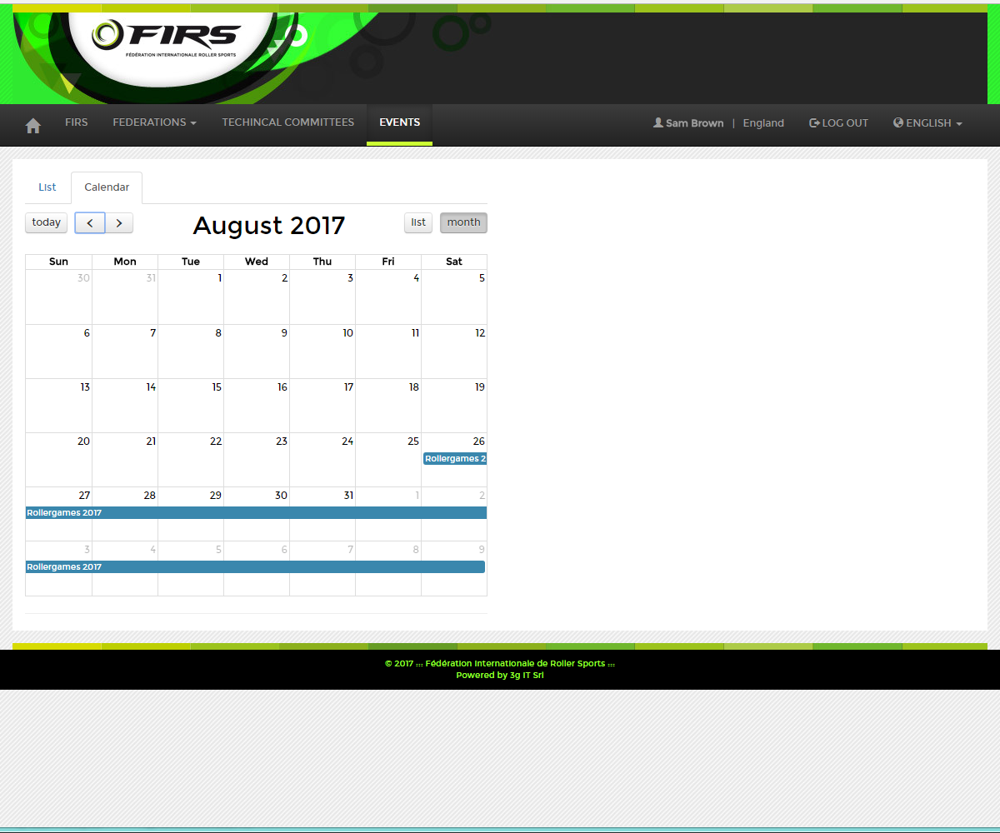 FIRS
FÉDÉRATION INTERNATIONALE ROLLER SPORTS
FIRS FEDERATIONS TECHINCAL COMMITTEES EVENTS Sam Brown | England LOG OUT ENGLISH
List Calendar
today < > August 2017 list month
Sun Mon Tue Wed Thu Fri Sat
30 31 1 2 3 4 5
6 7 8 9 10 11 12
13 14 15 16 17 18 19
20 21 22 23 24 25 26
Rollergames 2
27 28 29 30 31 1 2
Rollergames 2017
3 4 5 6 7 8 9
Rollergames 2017
© 2017 ::: Fédération Internationale de Roller Sports :::
Powered by 3g IT Srl